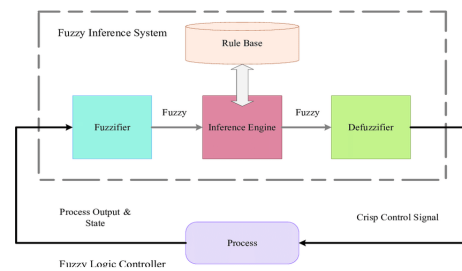 Fuzzy Inference System
Rule Base
Fuzzifier
Fuzzy
Inference Engine
Fuzzy
Defuzzifier
Process Output &
State
Crisp Control Signal
Process
Fuzzy Logic Controller